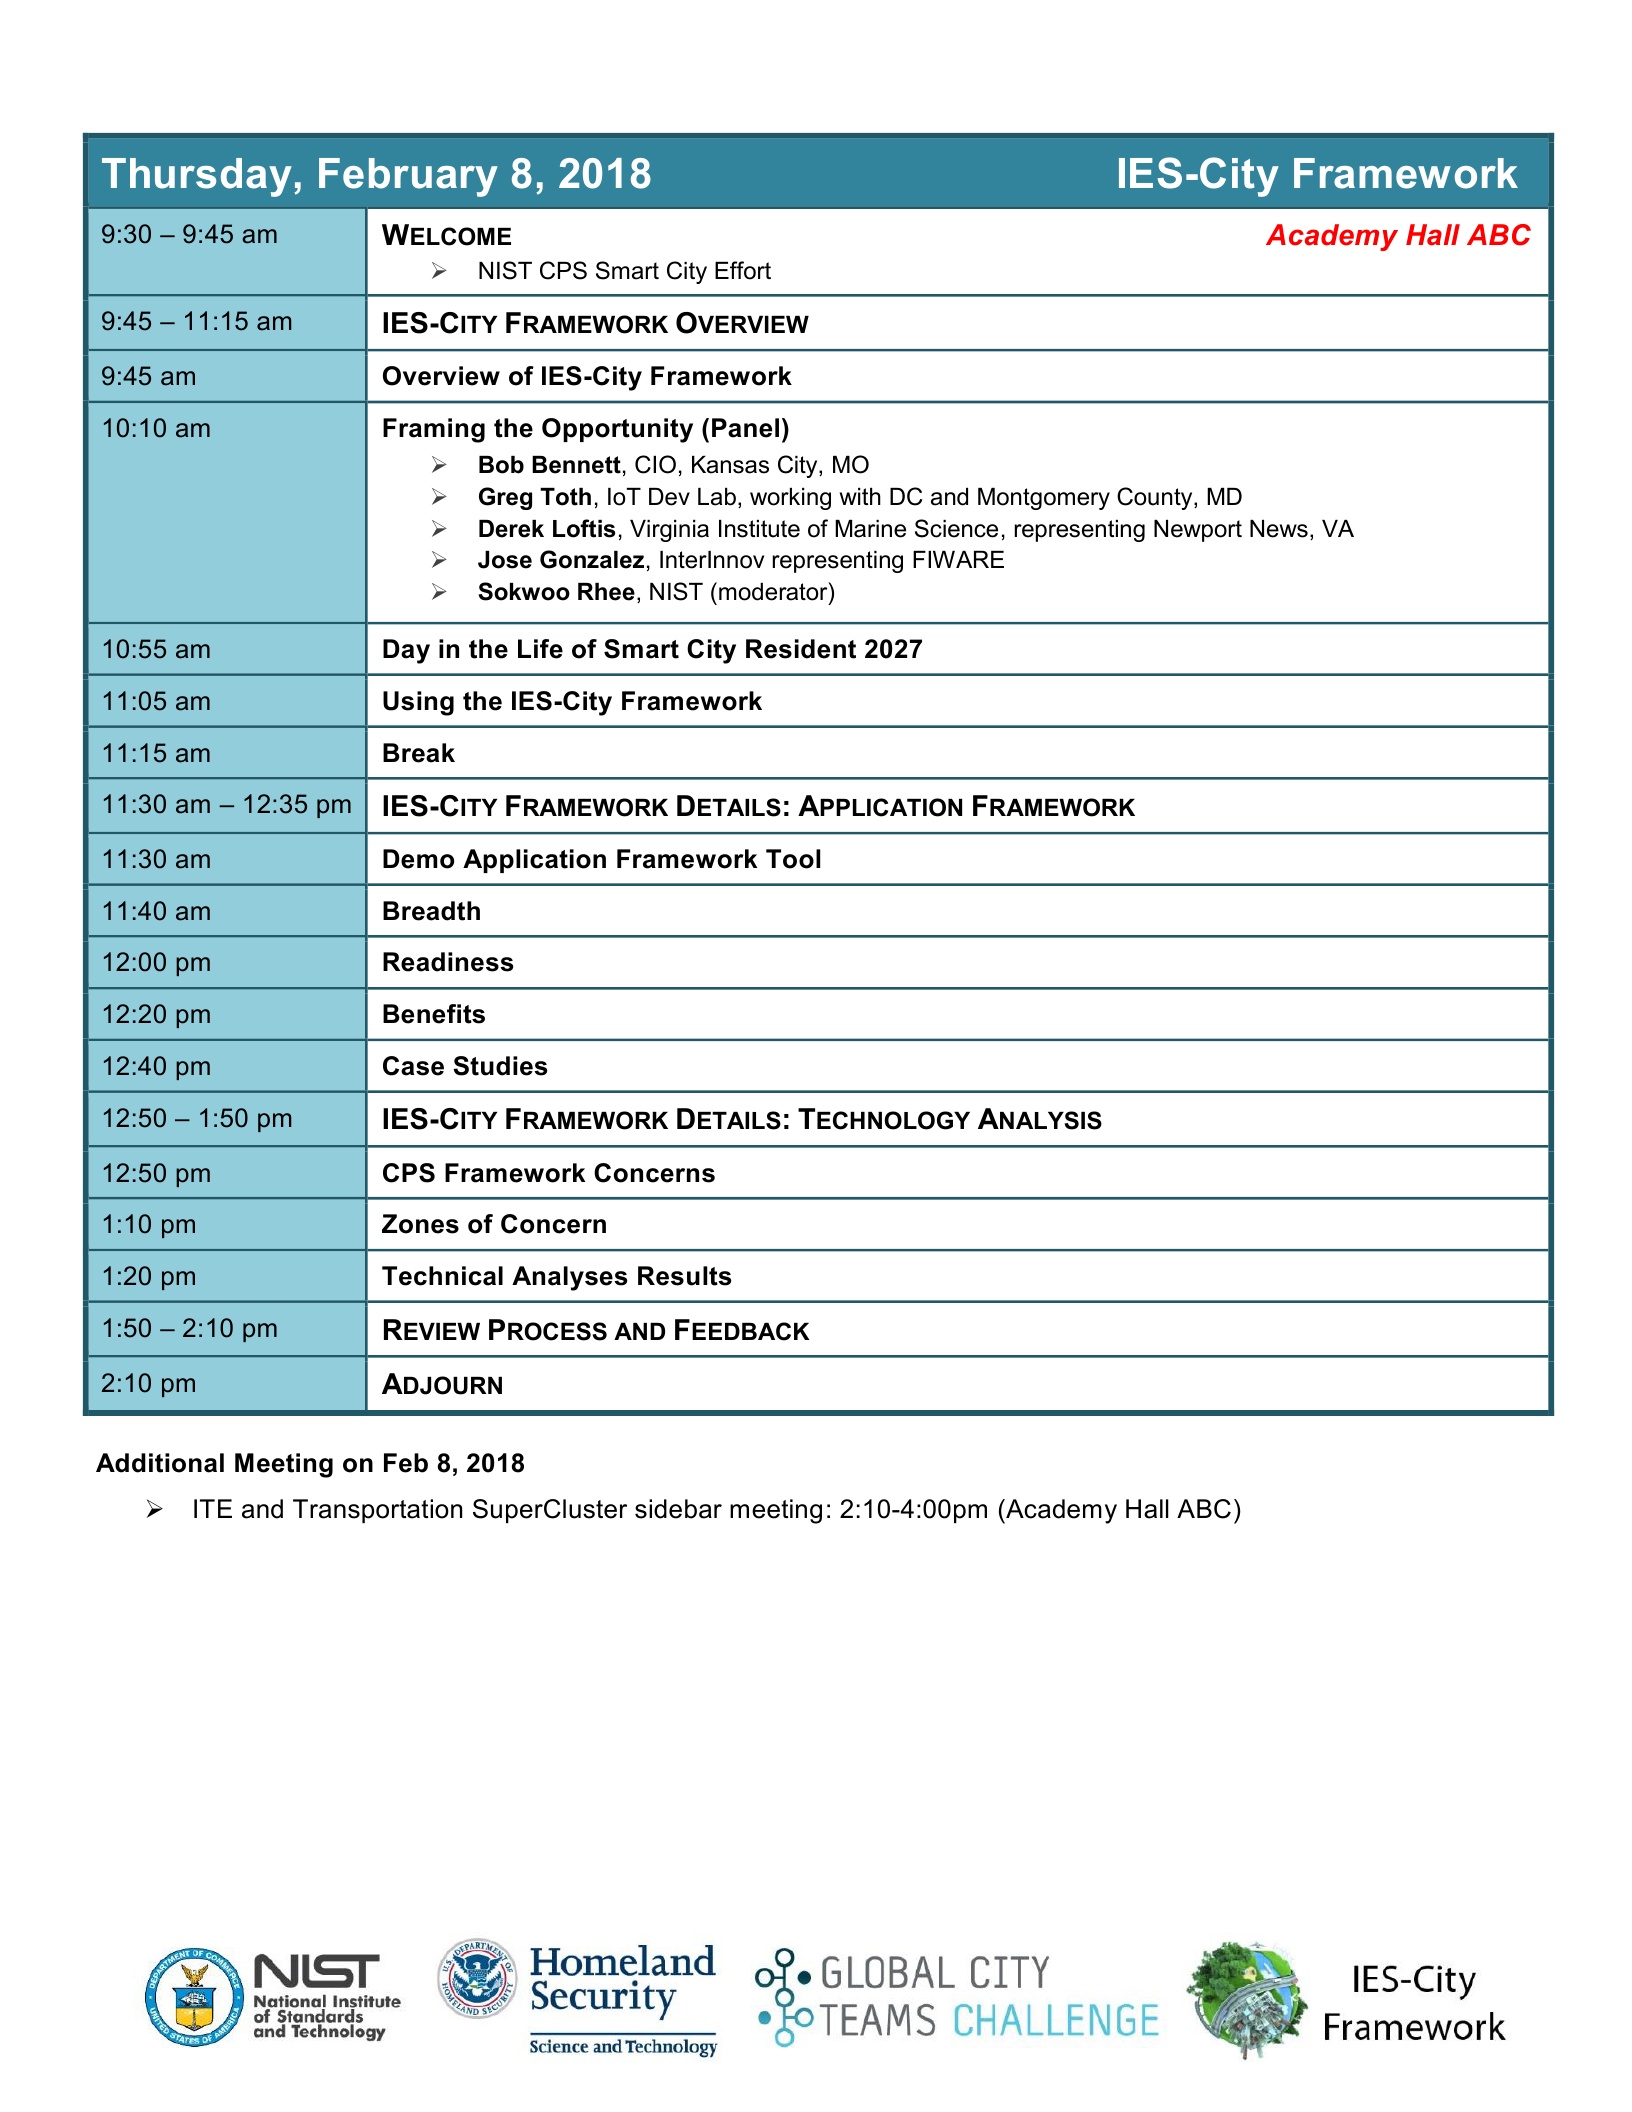 Thursday, February 8, 2018 IES-City Framework
9:30 – 9:45 am WELCOME Academy Hall ABC
➢ NIST CPS Smart City Effort
9:45 – 11:15 am IES-CITY FRAMEWORK OVERVIEW
9:45 am Overview of IES-City Framework
10:10 am Framing the Opportunity (Panel)
➢ Bob Bennett, CIO, Kansas City, MO
➢ Greg Toth, IoT Dev Lab, working with DC and Montgomery County, MD
➢ Derek Loftis, Virginia Institute of Marine Science, representing Newport News, VA
➢ Jose Gonzalez, InterInnov representing FIWARE
➢ Sokwoo Rhee, NIST (moderator)
10:55 am Day in the Life of Smart City Resident 2027
11:05 am Using the IES-City Framework
11:15 am Break
11:30 am – 12:35 pm IES-CITY FRAMEWORK DETAILS: APPLICATION FRAMEWORK
11:30 am Demo Application Framework Tool
11:40 am Breadth
12:00 pm Readiness
12:20 pm Benefits
12:40 pm Case Studies
12:50 – 1:50 pm IES-CITY FRAMEWORK DETAILS: TECHNOLOGY ANALYSIS
12:50 pm CPS Framework Concerns
1:10 pm Zones of Concern
1:20 pm Technical Analyses Results
1:50 – 2:10 pm REVIEW PROCESS AND FEEDBACK
2:10 pm ADJOURN
Additional Meeting on Feb 8, 2018
➢ ITE and Transportation SuperCluster sidebar meeting: 2:10-4:00pm (Academy Hall ABC)
DEPARTMENT OF COMMERCE
UNITED STATES OF AMERICA
NIST
National Institute
of Standards
and Technology
U.S. DEPARTMENT OF
HOMELAND SECURITY
Homeland
Security
Science and Technology
GLOBAL CITY
TEAMS CHALLENGE
IES-City
Framework